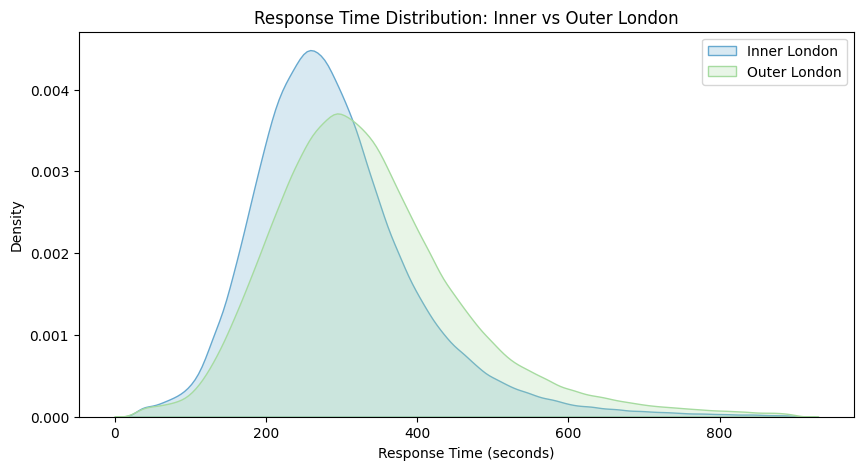 Response Time Distribution: Inner vs Outer London
Inner London
Outer London
Density
0.004
0.003
0.002
0.001
0.000
0
200
400
600
800
Response Time (seconds)